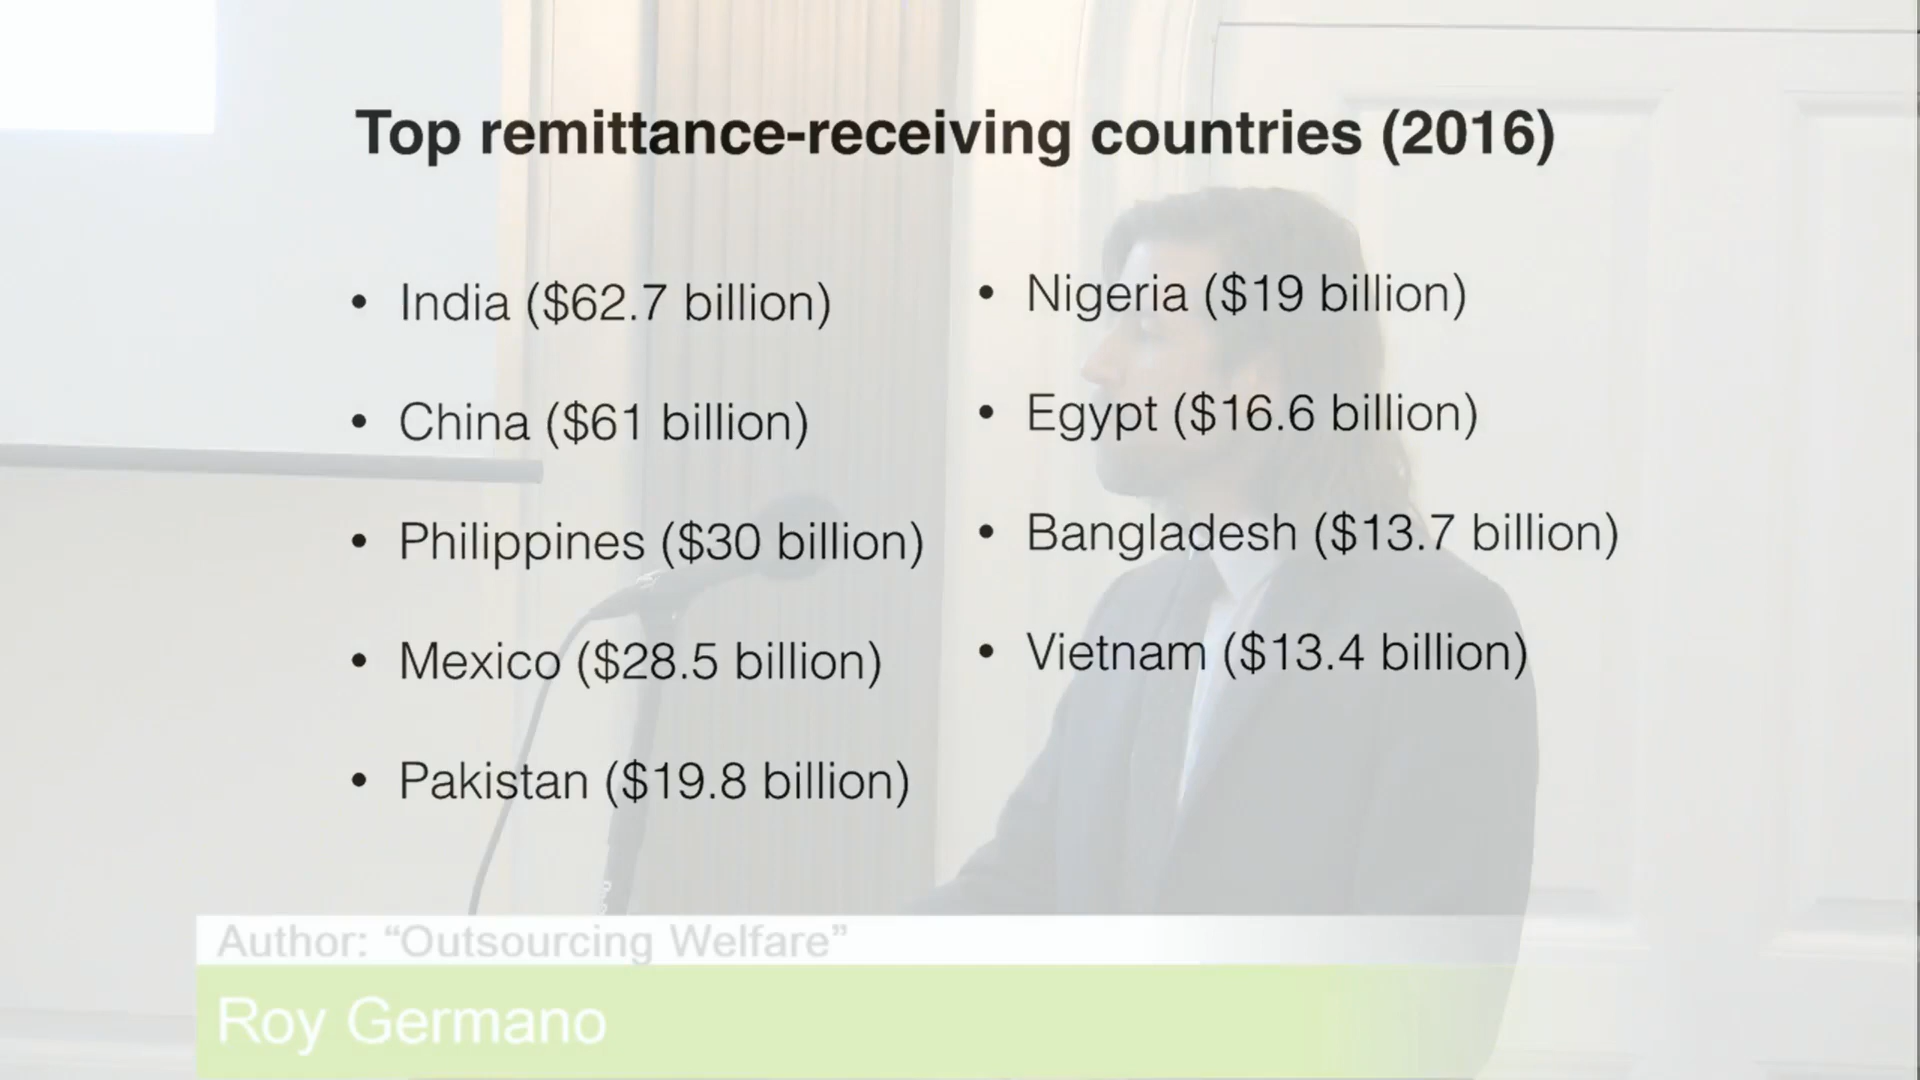 Top remittance-receiving countries (2016)
• India ($62.7 billion)
• China ($61 billion)
• Philippines ($30 billion)
• Mexico ($28.5 billion)
• Pakistan ($19.8 billion)
• Nigeria ($19 billion)
• Egypt ($16.6 billion)
• Bangladesh ($13.7 billion)
• Vietnam ($13.4 billion)
Author: “Outsourcing Welfare”
Roy Germano